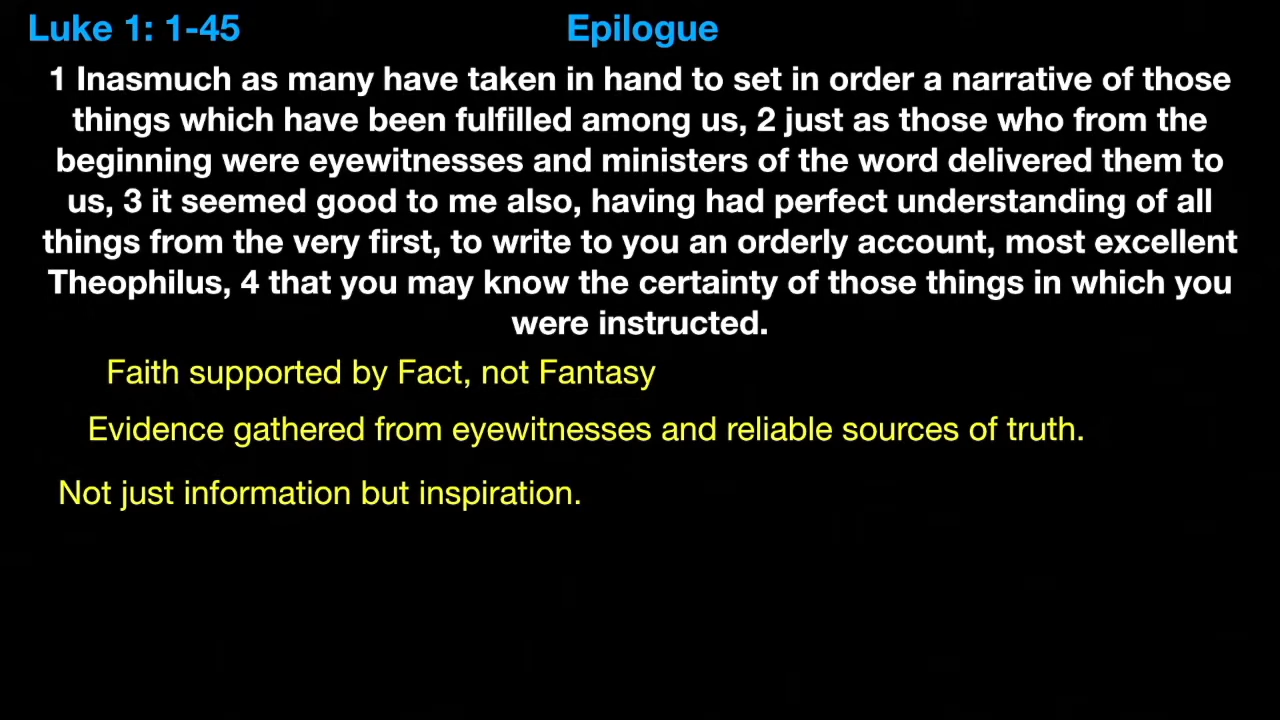 Luke 1: 1-45 Epilogue
1 Inasmuch as many have taken in hand to set in order a narrative of those
things which have been fulfilled among us, 2 just as those who from the
beginning were eyewitnesses and ministers of the word delivered them to
us, 3 it seemed good to me also, having had perfect understanding of all
things from the very first, to write to you an orderly account, most excellent
Theophilus, 4 that you may know the certainty of those things in which you
were instructed.
Faith supported by Fact, not Fantasy
Evidence gathered from eyewitnesses and reliable sources of truth.
Not just information but inspiration.